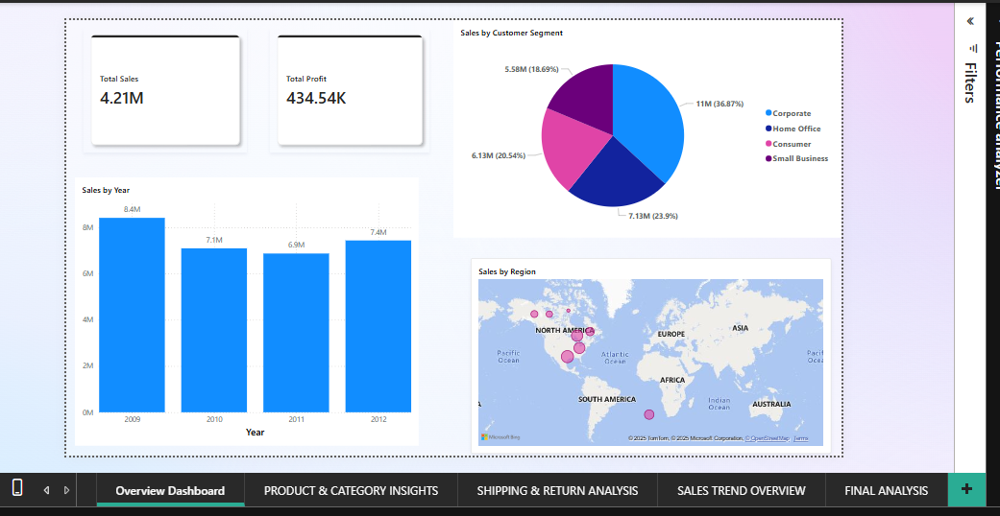 Total Sales
4.21M
Total Profit
434.54K
Sales by Customer Segment
5.58M (18.69%)
11M (36.87%)
6.13M (20.54%)
7.13M (23.9%)
Corporate
Home Office
Consumer
Small Business
Sales by Year
8.4M
7.1M
6.9M
7.4M
8M
6M
4M
2M
0M
2009
2010
2011
2012
Year
Sales by Region
NORTH AMERICA
EUROPE
ASIA
Pacific
Ocean
Atlantic
Ocean
AFRICA
SOUTH AMERICA
Indian
Ocean
AUSTRALIA
Microsoft Bing
© 2025 TomTom, © 2025 Microsoft Corporation, © OpenStreetMap Terms
Filters
Performance analyzer
Overview Dashboard
PRODUCT & CATEGORY INSIGHTS
SHIPPING & RETURN ANALYSIS
SALES TREND OVERVIEW
FINAL ANALYSIS